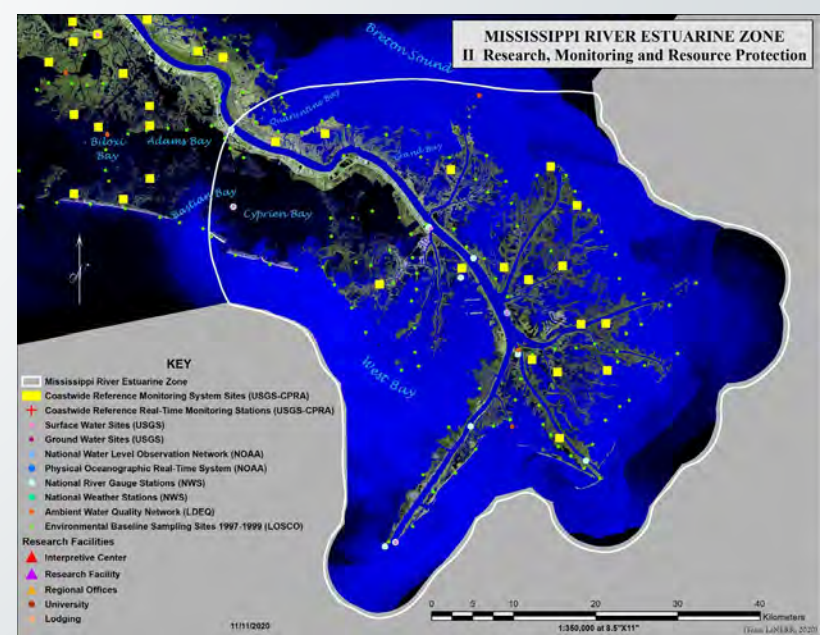 MISSISSIPPI RIVER ESTUARINE ZONE
II Research, Monitoring and Resource Protection
Breton Sound
Quarantine Bay
Grand Bay
Biloxi
Bay
Adams Bay
Bastian Bay
Cyprien Bay
West Bay
KEY
Mississippi River Estuarine Zone
Coastwide Reference Monitoring System Sites (USGS-CPRA)
Coastwide Reference Real-Time Monitoring Stations (USGS-CPRA)
Surface Water Sites (USGS)
Ground Water Sites (USGS)
National Water Level Observation Network (NOAA)
Physical Oceanographic Real-Time System (NOAA)
National River Gauge Stations (NWS)
National Weather Stations (NWS)
Ambient Water Quality Network (LDEQ)
Environmental Baseline Sampling Sites 1997-1999 (LOSCO)
Research Facilities
Interpretive Center
Research Facility
Regional Offices
University
Lodging
11/11/2020
0 5 10 20 30 40
Kilometers
1:350,000 at 8.5"X11"
(Team LaNERR, 2020)